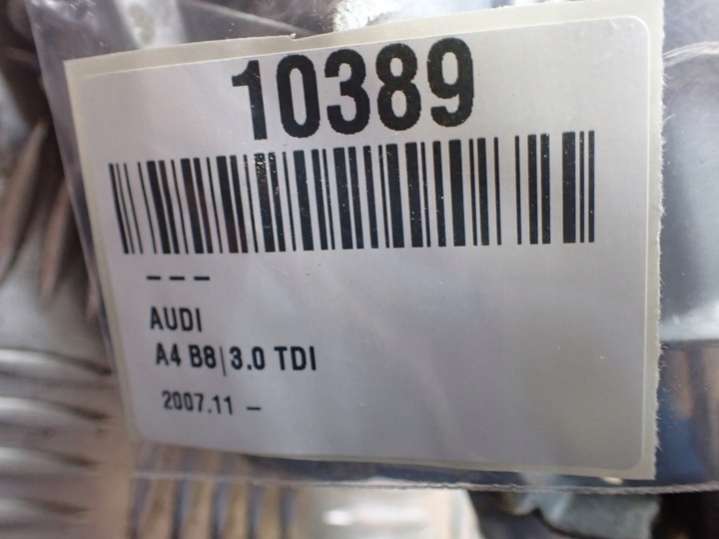 10389
---
AUDI
A4 B8|3.0 TDI
2007.11 -